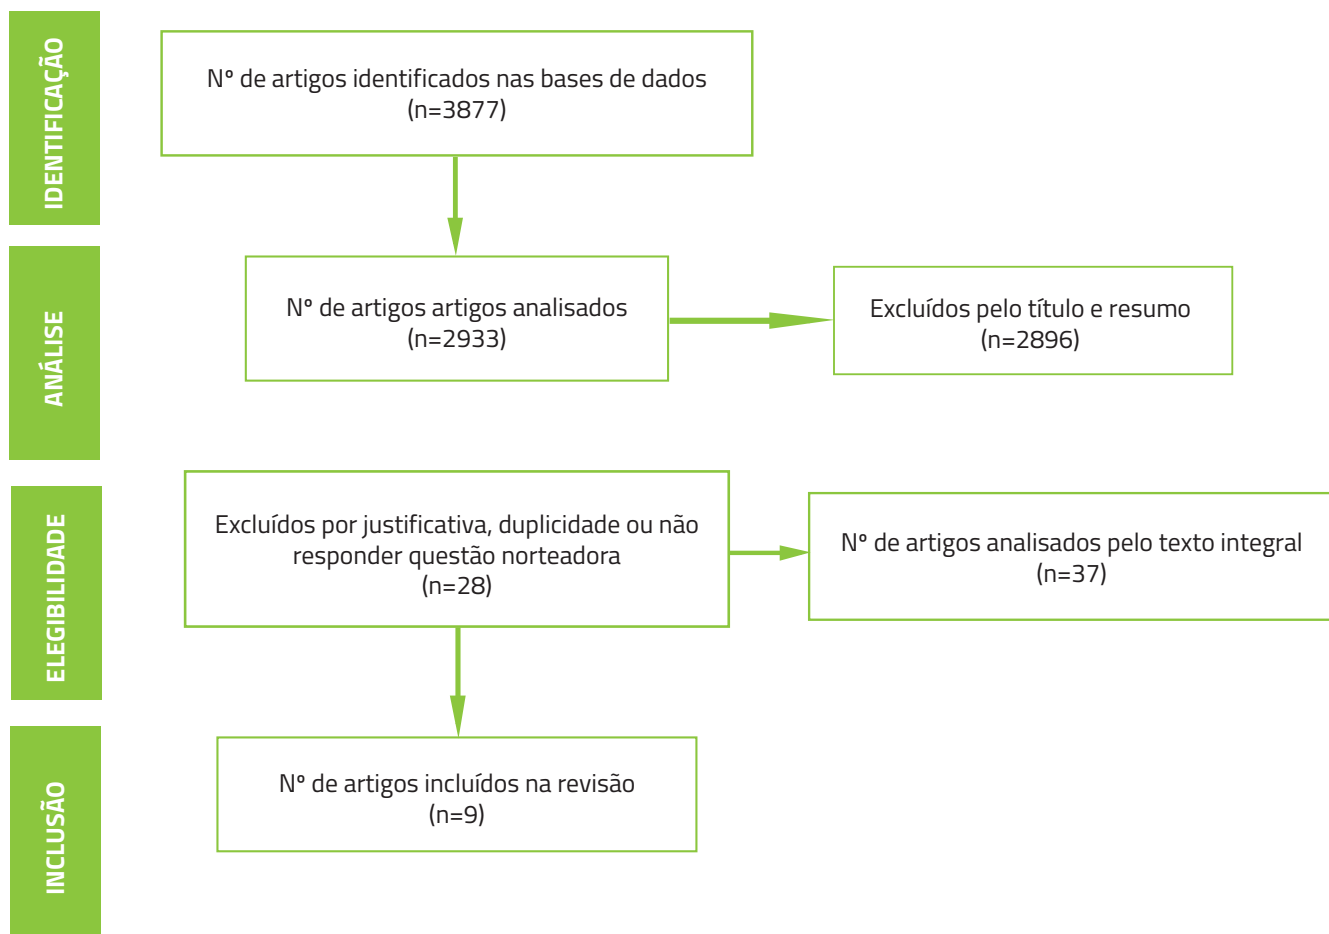 IDENTIFICAÇÃO
Nº de artigos identificados nas bases de dados
(n=3877)
ANÁLISE
Nº de artigos artigos analisados
(n=2933)
Excluídos pelo título e resumo
(n=2896)
ELEGIBILIDADE
Excluídos por justificativa, duplicidade ou não
responder questão norteadora
(n=28)
Nº de artigos analisados pelo texto integral
(n=37)
INCLUSÃO
Nº de artigos incluídos na revisão
(n=9)